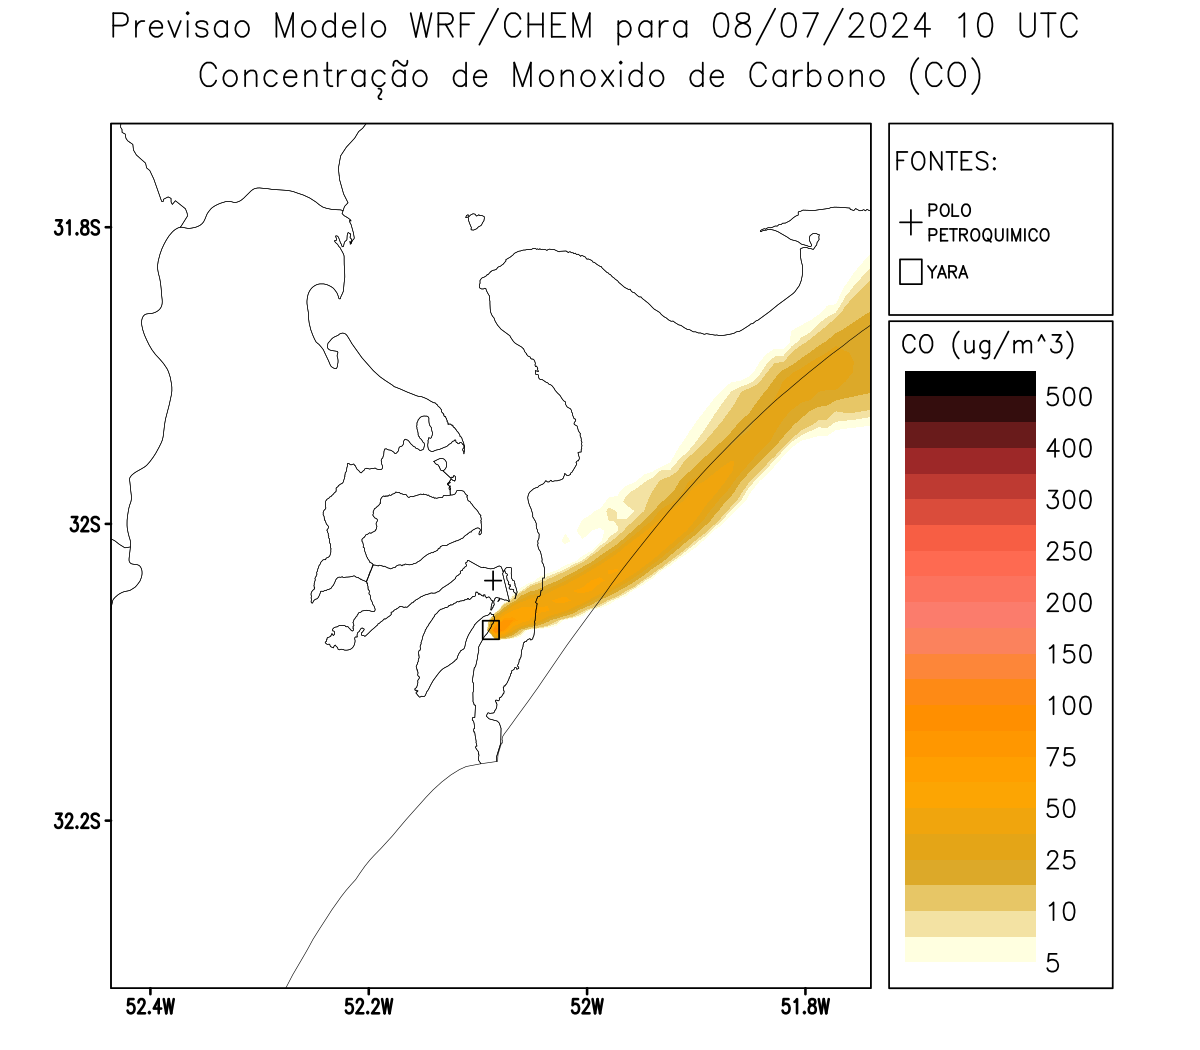 Previsao Modelo WRF/CHEM para 08/07/2024 10 UTC
Concentração de Monoxido de Carbono (CO)
FONTES:
POLO
PETROQUIMICO
YARA
CO (ug/m^3)
500
400
300
250
200
150
100
75
50
25
10
5
31.8S
32S
32.2S
52.4W
52.2W
52W
51.8W